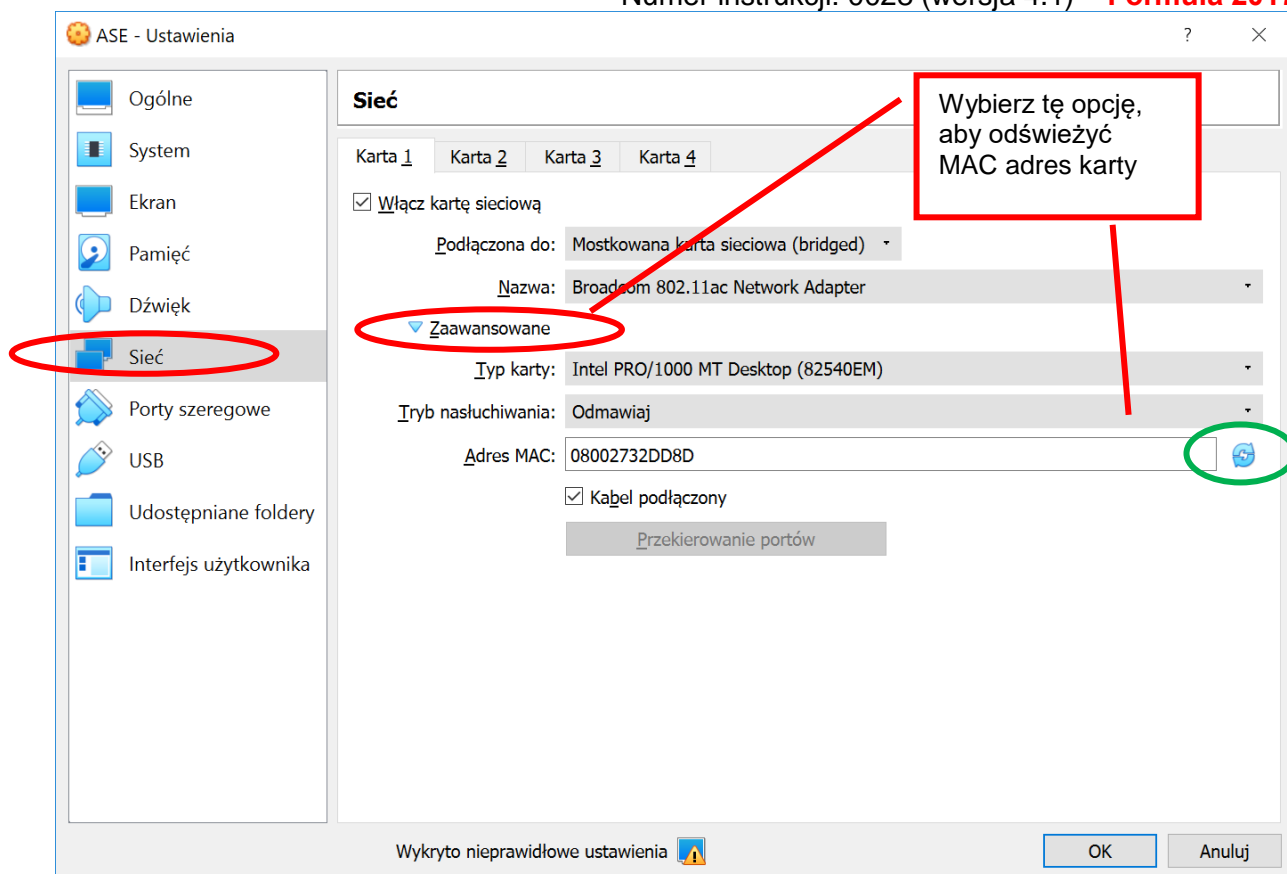 ASE - Ustawienia
?
Ogólne
System
Ekran
Pamięć
Dźwięk
Sieć
Porty szeregowe
USB
Udostępniane foldery
Interfejs użytkownika
Sieć
Wybierz tę opcję,
aby odświeżyć
MAC adres karty
Karta 1 Karta 2 Karta 3 Karta 4
Włącz kartę sieciową
Podłączona do: Mostkowana karta sieciowa (bridged)
Nazwa: Broadcom 802.11ac Network Adapter
Zaawansowane
Typ karty: Intel PRO/1000 MT Desktop (82540EM)
Tryb nasłuchiwania: Odmawiaj
Adres MAC: 08002732DD8D
Kabel podłączony
Przekierowanie portów
Wykryto nieprawidłowe ustawienia
OK Anuluj